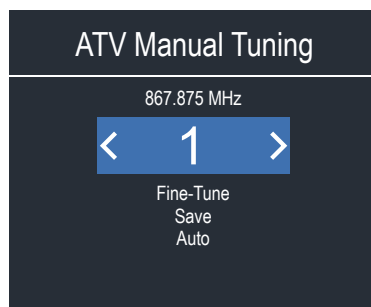 ATV Manual Tuning
867.875 MHz
1
Fine-Tune
Save
Auto